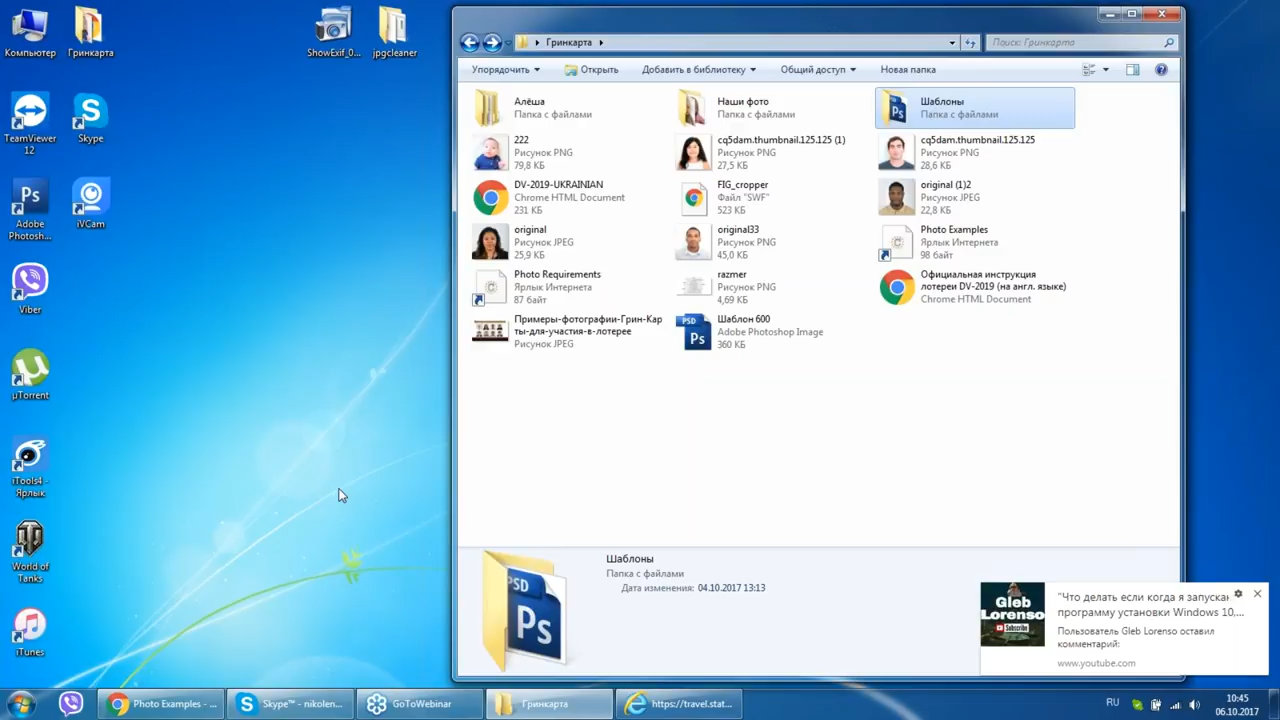 Компьютер
Гринкарта
ShowExif_0...
jpgcleaner
TeamViewer
12
Skype
Adobe
Photosh...
iVCam
Viber
µTorrent
iTools4 -
Ярлык
World of
Tanks
iTunes
Гринкарта
Поиск: Гринкарта
Упорядочить
Открыть
Добавить в библиотеку
Общий доступ
Новая папка
Алёша
Папка с файлами
Наши фото
Папка с файлами
Шаблоны
Папка с файлами
222
Рисунок PNG
79,8 КБ
cq5dam.thumbnail.125.125 (1)
Рисунок PNG
27,5 КБ
cq5dam.thumbnail.125.125
Рисунок PNG
28,6 КБ
DV-2019-UKRAINIAN
Chrome HTML Document
231 КБ
FIG_cropper
Файл "SWF"
523 КБ
original (1)2
Рисунок JPEG
22,8 КБ
original
Рисунок JPEG
25,9 КБ
original33
Рисунок PNG
45,0 КБ
Photo Examples
Ярлык Интернета
98 байт
Photo Requirements
Ярлык Интернета
87 байт
razmer
Рисунок PNG
4,69 КБ
Официальная инструкция
лотереи DV-2019 (на англ. языке)
Chrome HTML Document
Примеры-фотографии-Грин-Кар
ты-для-участия-в-лотерее
Рисунок JPEG
PSD
Ps
Шаблон 600
Adobe Photoshop Image
360 КБ
PSD
Ps
Шаблоны
Папка с файлами
Дата изменения: 04.10.2017 13:13
Gleb
Lorenso
Subscribe
"Что делать если когда я запускан
программу установки Windows 10,...
Пользователь Gleb Lorenso оставил
комментарий:
www.youtube.com
Photo Examples - ...
Skype™ - nikolen...
GoToWebinar
Гринкарта
https://travel.stat...
RU
10:45
06.10.2017